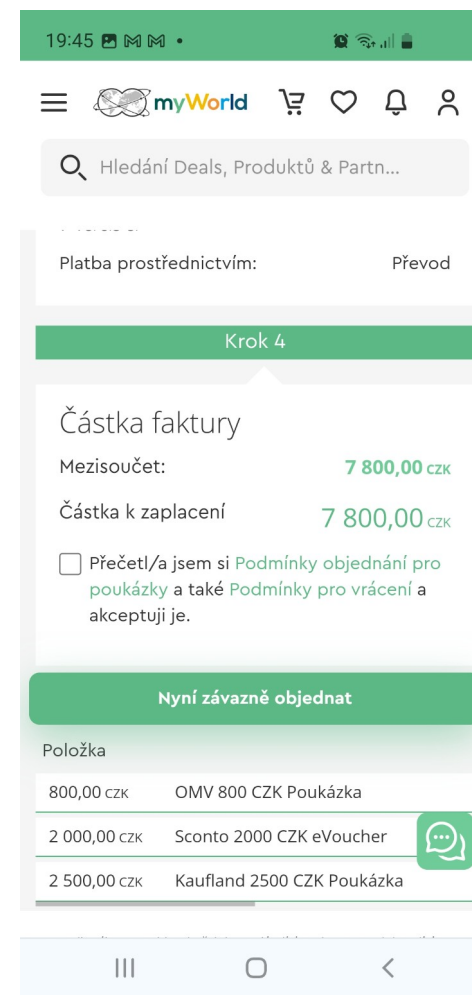 19:45
myWorld
Hledání Deals, Produktů & Partn...
Platba prostřednictvím: Převod
Krok 4
Částka faktury
Mezisoučet: 7 800,00 CZK
Částka k zaplacení 7 800,00 CZK
Přečetl/a jsem si Podmínky objednání pro
poukázky a také Podmínky pro vrácení a
akceptuji je.
Nyní závazně objednat
Položka
800,00 CZK OMV 800 CZK Poukázka
2 000,00 CZK Sconto 2000 CZK eVoucher
2 500,00 CZK Kaufland 2500 CZK Poukázka